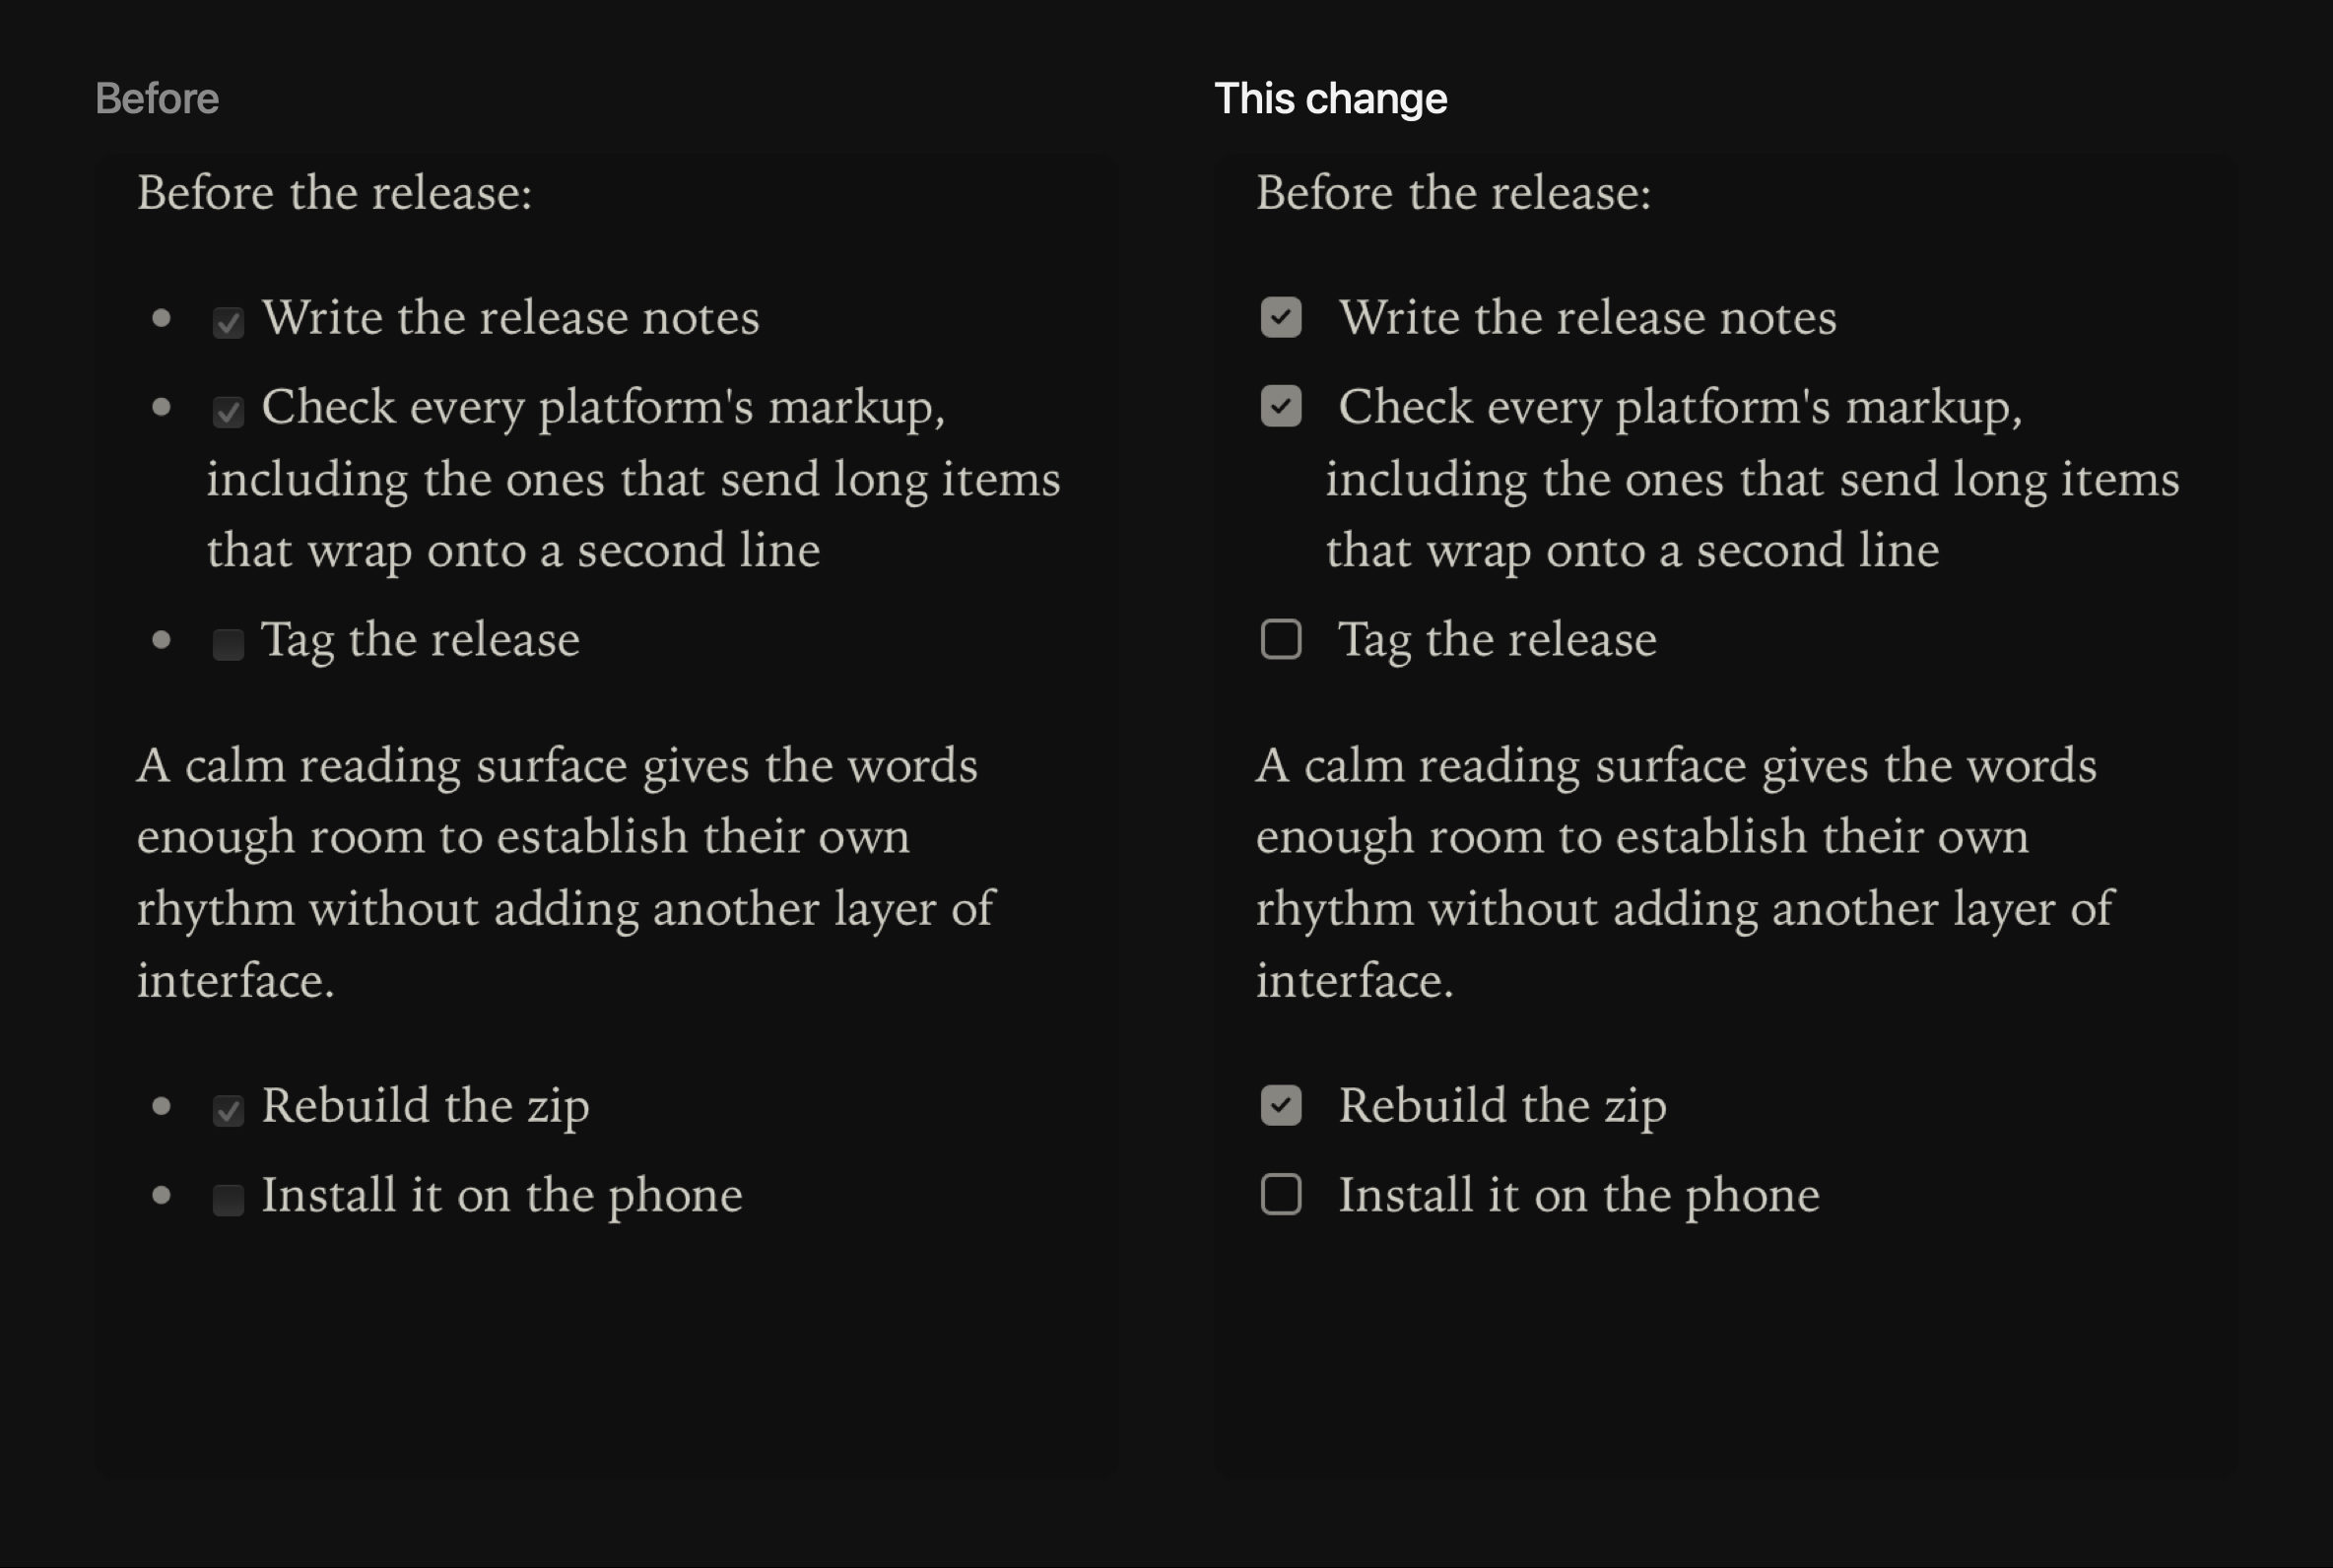 Before
Before the release:
Write the release notes
Check every platform's markup,
including the ones that send long items
that wrap onto a second line
Tag the release
A calm reading surface gives the words
enough room to establish their own
rhythm without adding another layer of
interface.
Rebuild the zip
Install it on the phone
This change
Before the release:
Write the release notes
Check every platform's markup,
including the ones that send long items
that wrap onto a second line
Tag the release
A calm reading surface gives the words
enough room to establish their own
rhythm without adding another layer of
interface.
Rebuild the zip
Install it on the phone